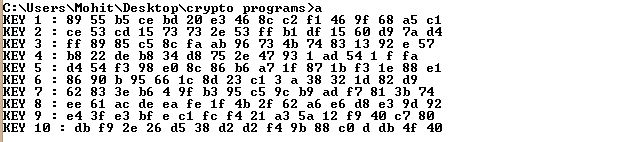 C:\Users\Mohit\Desktop\crypto programs>a
KEY 1 : 89 55 b5 ce bd 20 e3 46 8c c2 f1 46 9f 68 a5 c1
KEY 2 : ce 53 cd 15 73 73 2e 53 ff b1 df 15 60 d9 7a d4
KEY 3 : ff 89 85 c5 8c fa ab 96 73 4b 74 83 13 92 e 57
KEY 4 : b8 22 de b8 34 d8 75 2e 47 93 1 ad 54 1 f fa
KEY 5 : d4 54 f3 98 e0 8c 86 b6 a7 1f 87 1b f3 1e 88 e1
KEY 6 : 86 90 b 95 66 1c 8d 23 c1 3 a 38 32 1d 82 d9
KEY 7 : 62 83 3e b6 4 9f b3 95 c5 9c b9 ad f7 81 3b 74
KEY 8 : ee 61 ac de ea fe 1f 4b 2f 62 a6 e6 d8 e3 9d 92
KEY 9 : e4 3f e3 bf e c1 fc f4 21 a3 5a 12 f9 40 c7 80
KEY 10 : db f9 2e 26 d5 38 d2 d2 f4 9b 88 c0 d db 4f 40